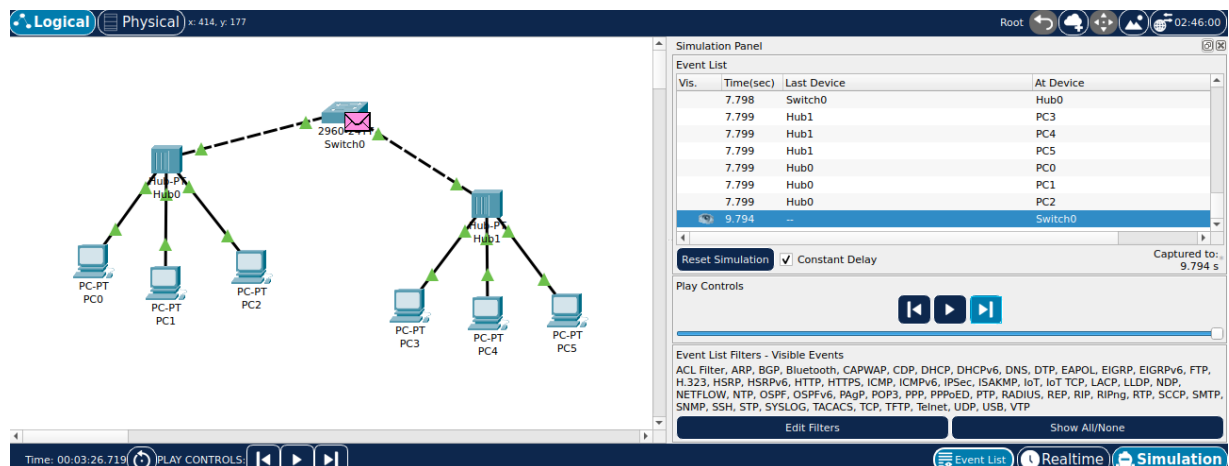 Logical
Physical
x: 414, y: 177
Root
02:46:00
2960-24TT
Switch0
Hub-PT
Hub0
Hub-PT
Hub1
PC-PT
PC0
PC-PT
PC1
PC-PT
PC2
PC-PT
PC3
PC-PT
PC4
PC-PT
PC5
Simulation Panel
Event List
Vis. Time(sec) Last Device At Device
7.798 Switch0 Hub0
7.799 Hub1 PC3
7.799 Hub1 PC4
7.799 Hub1 PC5
7.799 Hub0 PC0
7.799 Hub0 PC1
7.799 Hub0 PC2
9.794 -- Switch0
Reset Simulation Constant Delay
Captured to:
9.794 s
Play Controls
Event List Filters - Visible Events
ACL Filter, ARP, BGP, Bluetooth, CAPWAP, CDP, DHCP, DHCPv6, DNS, DTP, EAPOL, EIGRP, EIGRPv6, FTP,
H.323, HSRP, HSRPv6, HTTP, HTTPS, ICMP, ICMPv6, IPSec, ISAKMP, IoT, IoT TCP, LACP, LLDP, NDP,
NETFLOW, NTP, OSPF, OSPFv6, PAgP, POP3, PPP, PPPoED, PTP, RADIUS, REP, RIP, RIPng, RTP, SCCP, SMTP,
SNMP, SSH, STP, SYSLOG, TACACS, TCP, TFTP, Telnet, UDP, USB, VTP
Edit Filters Show All/None
Time: 00:03:26.719 PLAY CONTROLS:
Event List Realtime Simulation